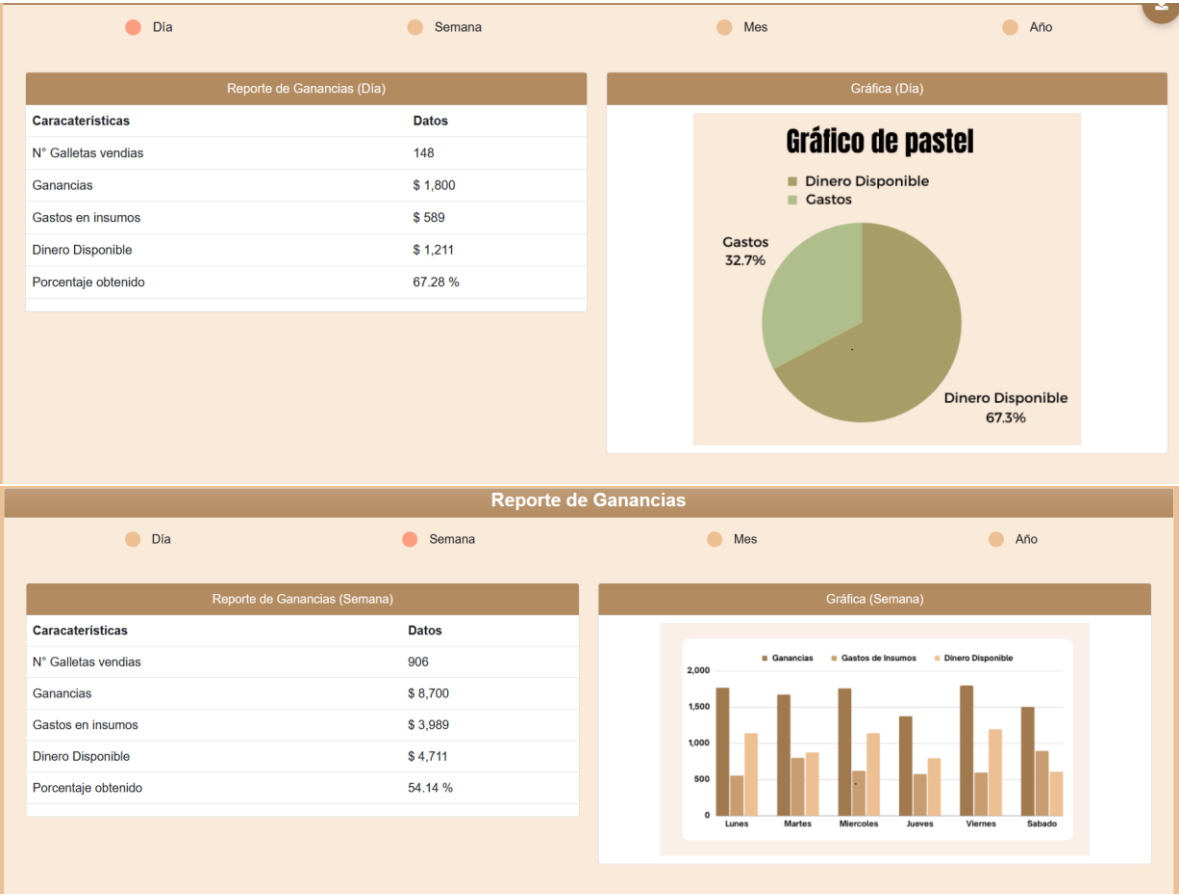 Día Semana Mes Año
Reporte de Ganancias (Día)
Caracaterísticas Datos
N° Galletas vendias 148
Ganancias $ 1,800
Gastos en insumos $ 589
Dinero Disponible $ 1,211
Porcentaje obtenido 67.28 %
Gráfica (Día)
Gráfico de pastel
Dinero Disponible
Gastos
Gastos
32.7%
Dinero Disponible
67.3%
Reporte de Ganancias
Día Semana Mes Año
Reporte de Ganancias (Semana)
Caracaterísticas Datos
N° Galletas vendias 906
Ganancias $ 8,700
Gastos en insumos $ 3,989
Dinero Disponible $ 4,711
Porcentaje obtenido 54.14 %
Gráfica (Semana)
Ganancias Gastos de Insumos Dinero Disponible
2,000
1,500
1,000
500
0
Lunes Martes Miercoles Jueves Viernes Sabado